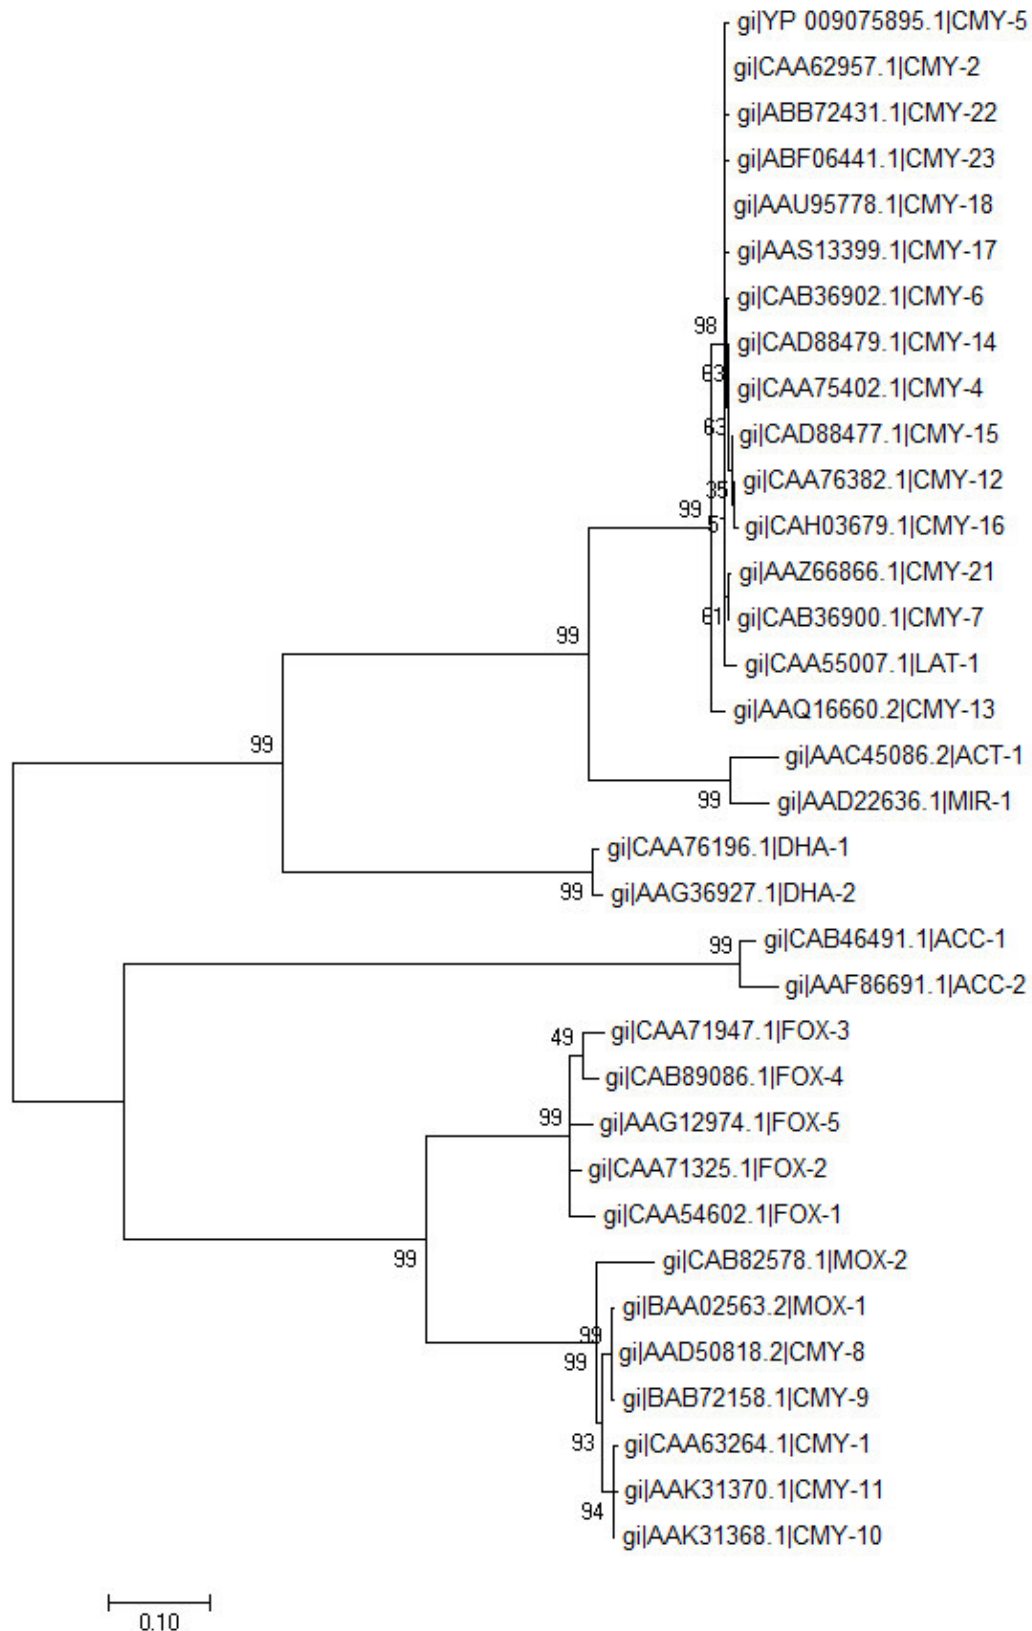 gi|YP 009075895.1|CMY-5
gi|CAA62957.1|CMY-2
gi|ABB72431.1|CMY-22
gi|ABF06441.1|CMY-23
gi|AAU95778.1|CMY-18
gi|AAS13399.1|CMY-17
gi|CAB36902.1|CMY-6
98
gi|CAD88479.1|CMY-14
63
gi|CAA75402.1|CMY-4
63
gi|CAD88477.1|CMY-15
gi|CAA76382.1|CMY-12
35
99
5
gi|CAH03679.1|CMY-16
gi|AAZ66866.1|CMY-21
61
gi|CAB36900.1|CMY-7
99
gi|CAA55007.1|LAT-1
gi|AAQ16660.2|CMY-13
99
gi|AAC45086.2|ACT-1
99
gi|AAD22636.1|MIR-1
gi|CAA76196.1|DHA-1
99
gi|AAG36927.1|DHA-2
99
gi|CAB46491.1|ACC-1
gi|AAF86691.1|ACC-2
49
gi|CAA71947.1|FOX-3
gi|CAB89086.1|FOX-4
99
gi|AAG12974.1|FOX-5
gi|CAA71325.1|FOX-2
gi|CAA54602.1|FOX-1
99
gi|CAB82578.1|MOX-2
gi|BAA02563.2|MOX-1
99
99
gi|AAD50818.2|CMY-8
gi|BAB72158.1|CMY-9
93
gi|CAA63264.1|CMY-1
gi|AAK31370.1|CMY-11
94
gi|AAK31368.1|CMY-10
0.10